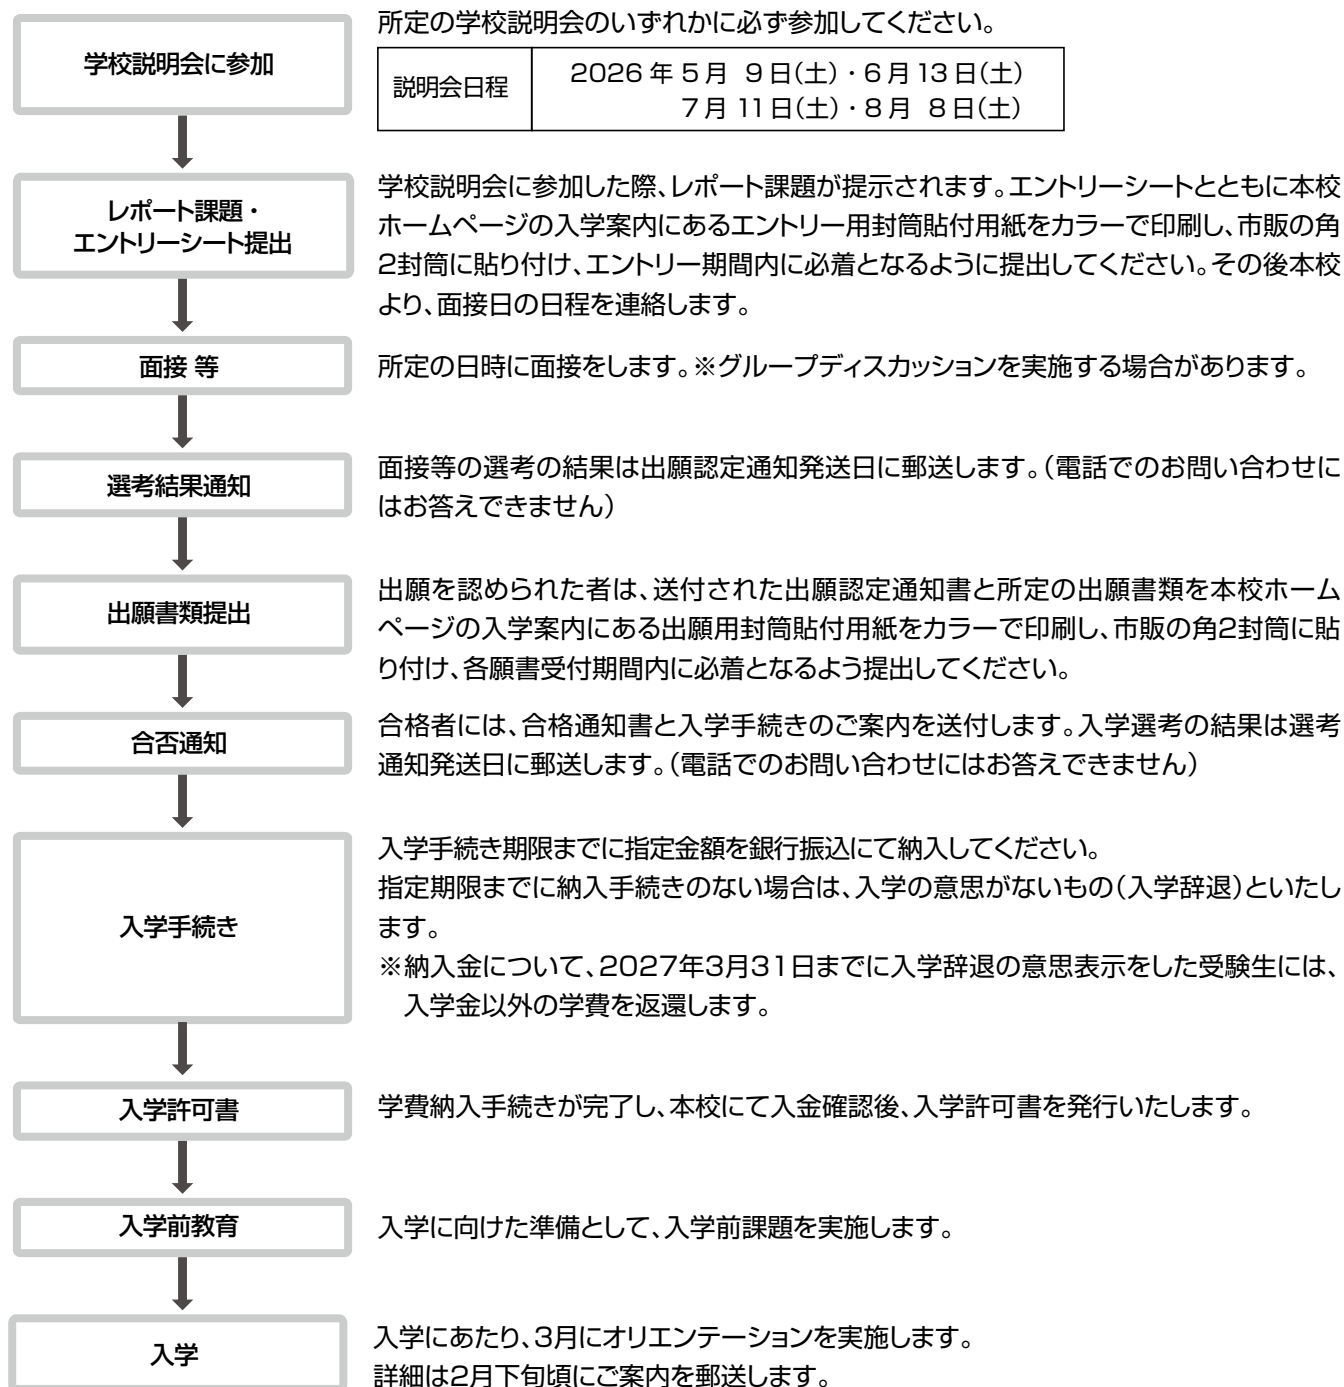 学校説明会に参加
所定の学校説明会のいずれかに必ず参加してください。
説明会日程
2026年5月 9日(土)・6月13日(土)
7月11日(土)・8月 8日(土)
レポート課題・
エントリーシート提出
学校説明会に参加した際、レポート課題が提示されます。エントリーシートとともに本校
ホームページの入学案内にあるエントリー用封筒貼付用紙をカラーで印刷し、市販の角
2封筒に貼り付け、エントリー期間内に必着となるように提出してください。その後本校
より、面接日の日程を連絡します。
面接 等
所定の日時に面接をします。※グループディスカッションを実施する場合があります。
選考結果通知
面接等の選考の結果は出願認定通知発送日に郵送します。(電話でのお問い合わせに
はお答えできません)
出願書類提出
出願を認められた者は、送付された出願認定通知書と所定の出願書類を本校ホーム
ページの入学案内にある出願用封筒貼付用紙をカラーで印刷し、市販の角2封筒に貼
り付け、各願書受付期間内に必着となるよう提出してください。
合否通知
合格者には、合格通知書と入学手続きのご案内を送付します。入学選考の結果は選考
通知発送日に郵送します。(電話でのお問い合わせにはお答えできません)
入学手続き
入学手続き期限までに指定金額を銀行振込にて納入してください。
指定期限までに納入手続きのない場合は、入学の意思がないもの(入学辞退)といたし
ます。
※納入金について、2027年3月31日までに入学辞退の意思表示をした受験生には、
入学金以外の学費を返還します。
入学許可書
学費納入手続きが完了し、本校にて入金確認後、入学許可書を発行いたします。
入学前教育
入学に向けた準備として、入学前課題を実施します。
入学
入学にあたり、3月にオリエンテーションを実施します。
詳細は2月下旬頃にご案内を郵送します。